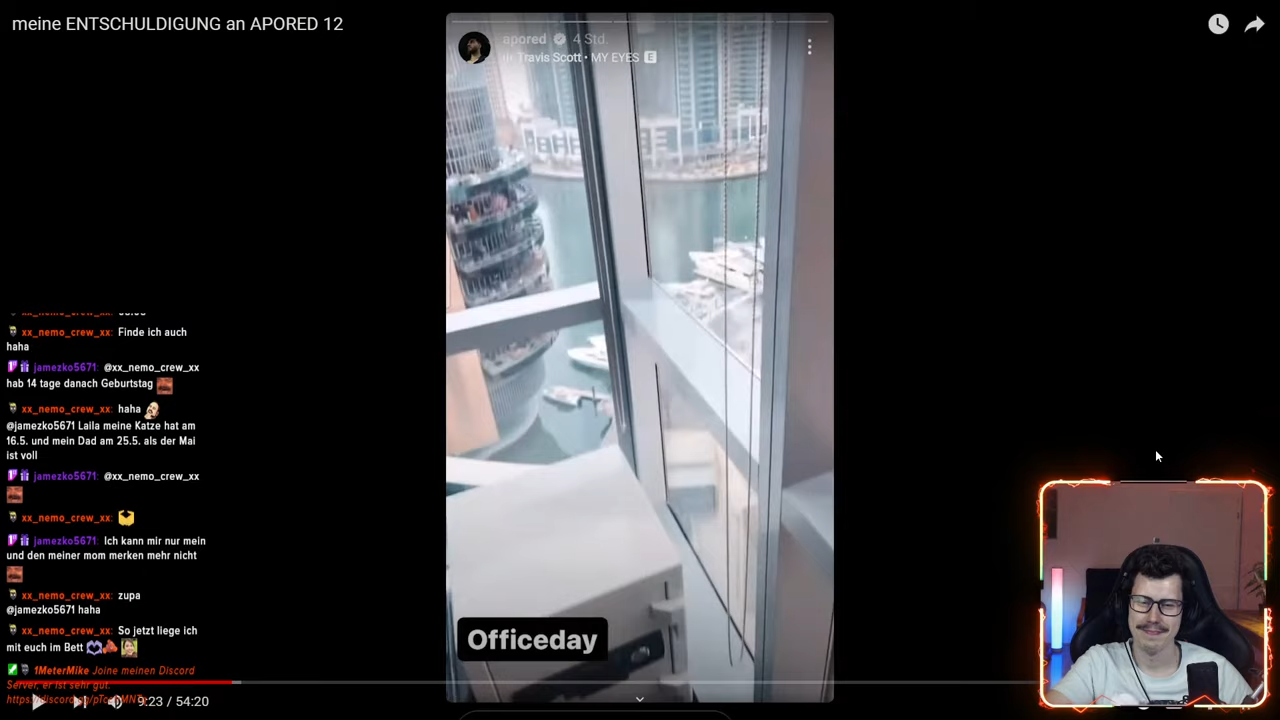 meine ENTSCHULDIGUNG an APORED 12
apored 4 Std.
Travis Scott • MY EYES E
xx_nemo_crew_xx: Finde ich auch
haha
jamezko5671: @xx_nemo_crew_xx
hab 14 tage danach Geburtstag
xx_nemo_crew_xx: haha
@jamezko5671 Laila meine Katze hat am
16.5. und mein Dad am 25.5. als der Mai
ist voll
jamezko5671: @xx_nemo_crew_xx
xx_nemo_crew_xx:
jamezko5671: Ich kann mir nur mein
und den meiner mom merken mehr nicht
xx_nemo_crew_xx: zupa
@jamezko5671 haha
xx_nemo_crew_xx: So jetzt liege ich
mit euch im Bett
1MeterMike Joine meinen Discord
Server, er ist sehr gut.
Officeday
9:23 / 54:20